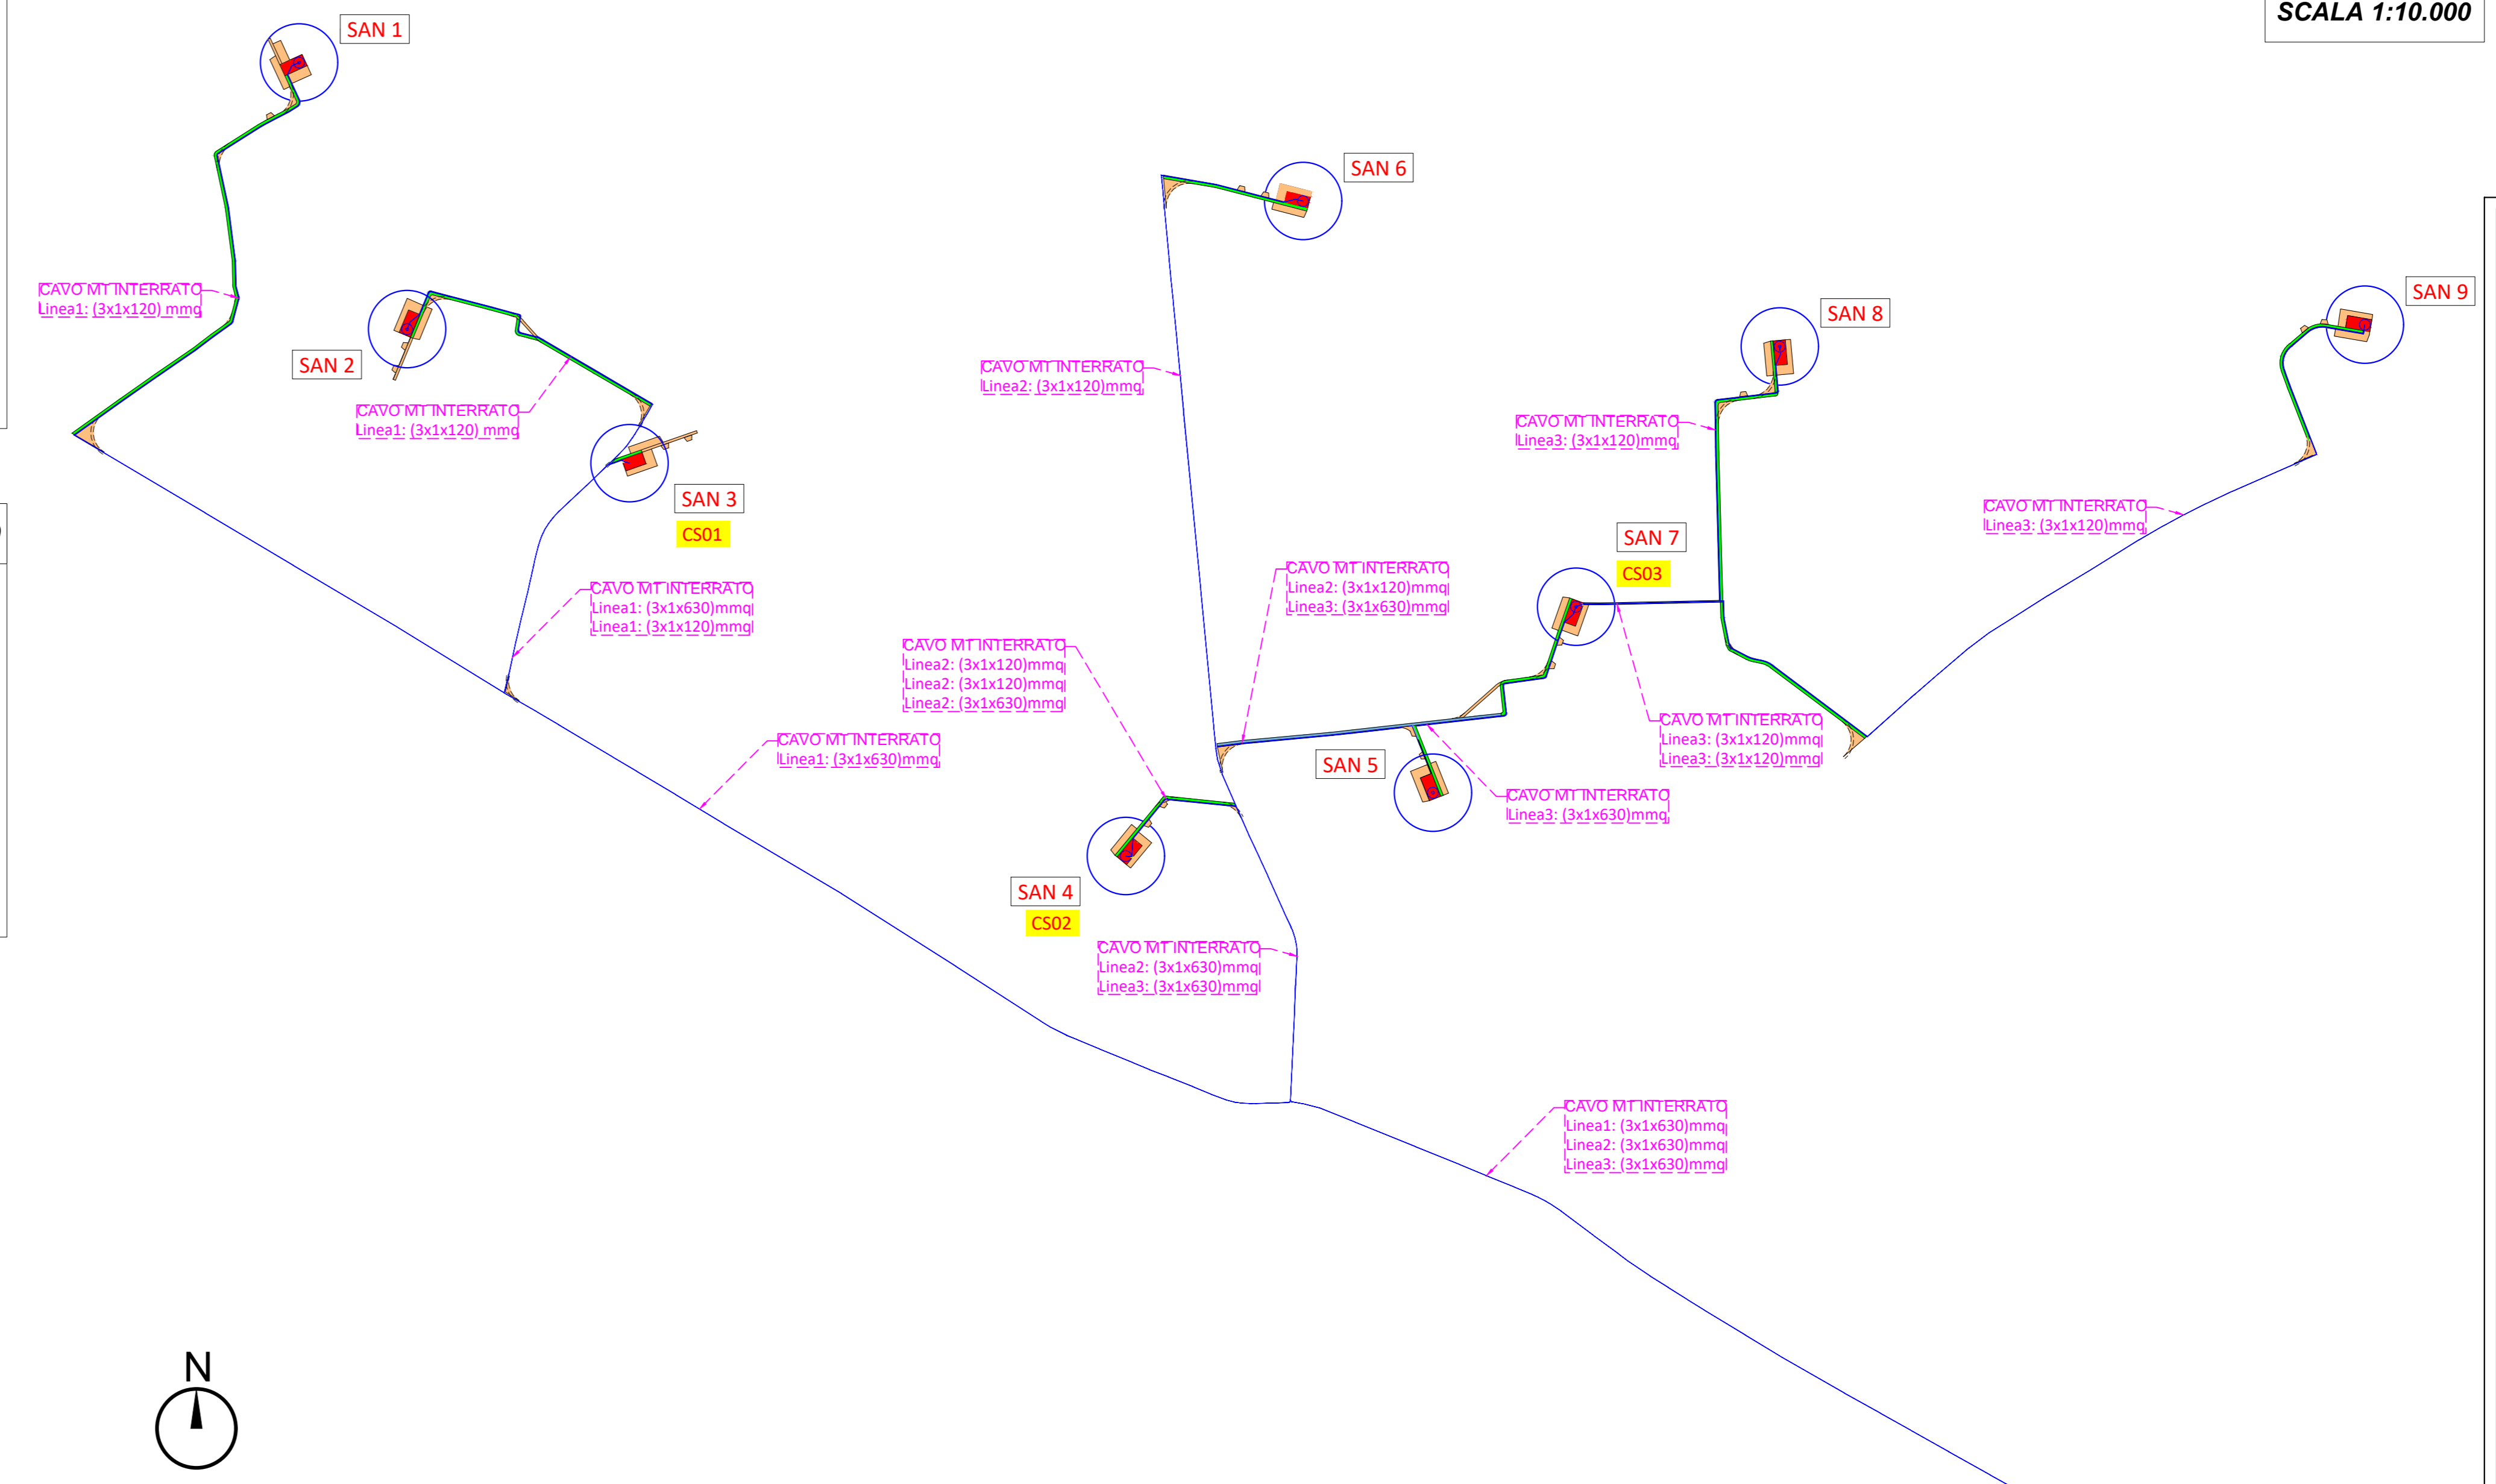 SCALA 1:10.000
SAN 1
SAN 6
CAVO MT INTERRATO
Linea1: (3x1x120) mmq
SAN 2
CAVO MT INTERRATO
Linea1: (3x1x120) mmq
SAN 3
CS01
CAVO MT INTERRATO
Linea2: (3x1x120)mmq
SAN 8
SAN 9
CAVO MT INTERRATO
Linea3: (3x1x120)mmq
CAVO MT INTERRATO
Linea3: (3x1x120)mmq
SAN 7
CS03
CAVO MT INTERRATO
Linea1: (3x1x630)mmq
Linea1: (3x1x120)mmq
CAVO MT INTERRATO
Linea2: (3x1x120)mmq
Linea3: (3x1x630)mmq
CAVO MT INTERRATO
Linea2: (3x1x120)mmq
Linea2: (3x1x120)mmq
Linea2: (3x1x630)mmq
CAVO MT INTERRATO
Linea1: (3x1x630)mmq
SAN 5
CAVO MT INTERRATO
Linea3: (3x1x120)mmq
Linea3: (3x1x120)mmq
CAVO MT INTERRATO
Linea3: (3x1x630)mmq
SAN 4
CS02
CAVO MT INTERRATO
Linea2: (3x1x630)mmq
Linea3: (3x1x630)mmq
CAVO MT INTERRATO
Linea1: (3x1x630)mmq
Linea2: (3x1x630)mmq
Linea3: (3x1x630)mmq
N